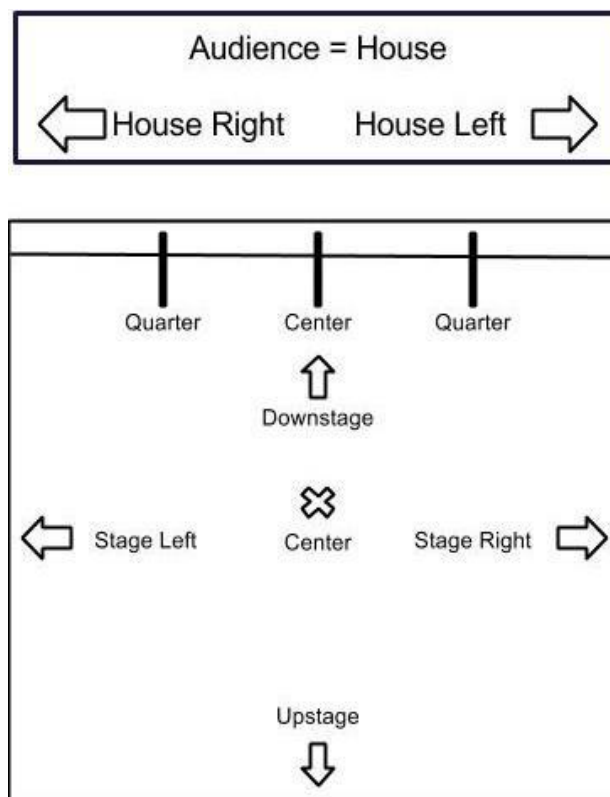 Audience = House
House Right House Left
Quarter Center Quarter
Downstage
Stage Left Center Stage Right
Upstage